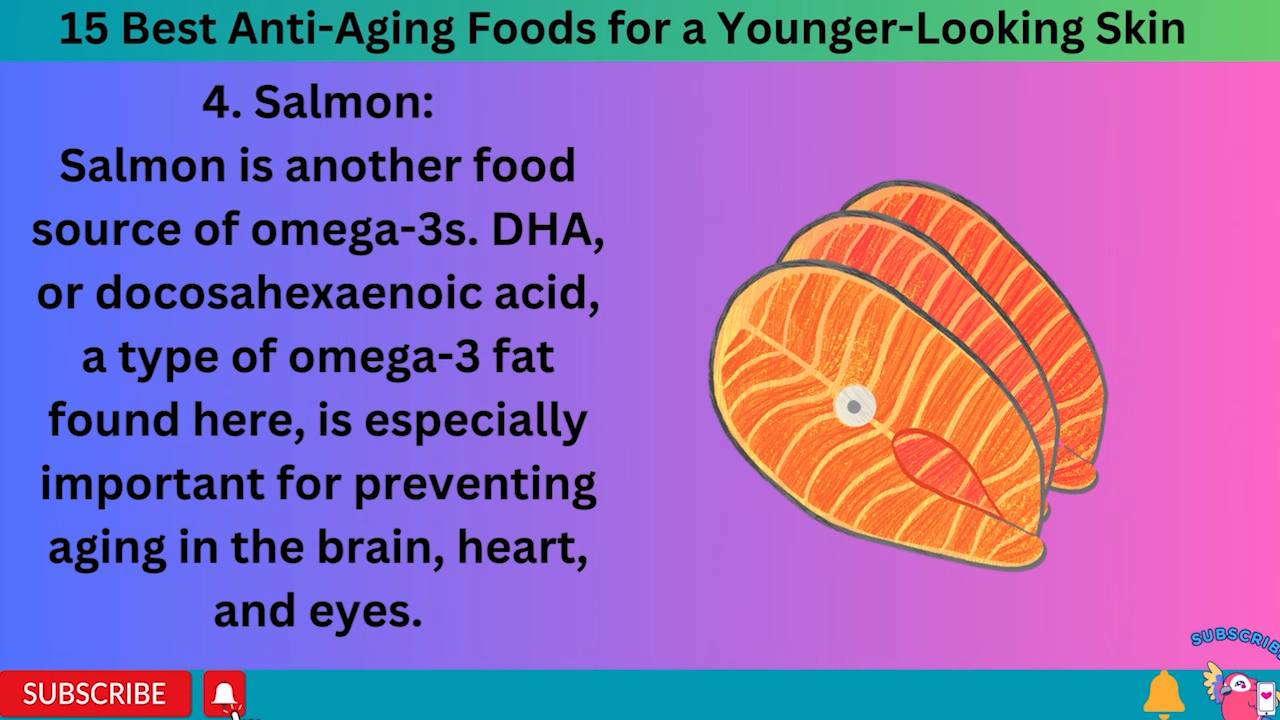 15 Best Anti-Aging Foods for a Younger-Looking Skin
4. Salmon:
Salmon is another food
source of omega-3s. DHA,
or docosahexaenoic acid,
a type of omega-3 fat
found here, is especially
important for preventing
aging in the brain, heart,
and eyes.
SUBSCRIBE